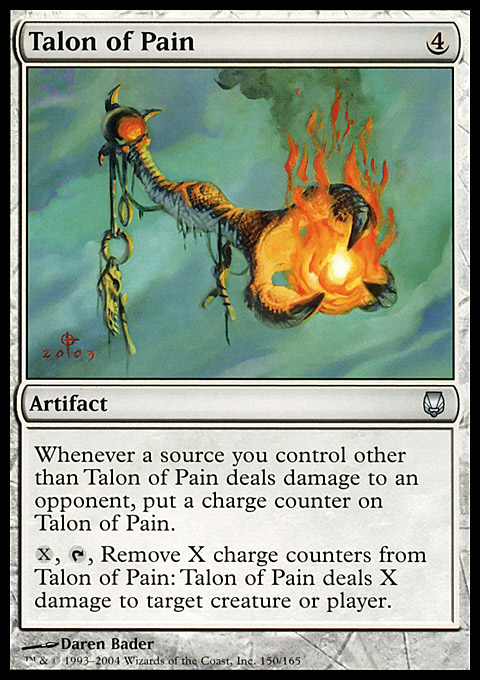 Talon of Pain 4
2003
Artifact
Whenever a source you control other
than Talon of Pain deals damage to an
opponent, put a charge counter on
Talon of Pain.
X, , Remove X charge counters from
Talon of Pain: Talon of Pain deals X
damage to target creature or player.
Daren Bader
™ & © 1993–2004 Wizards of the Coast, Inc. 150/165